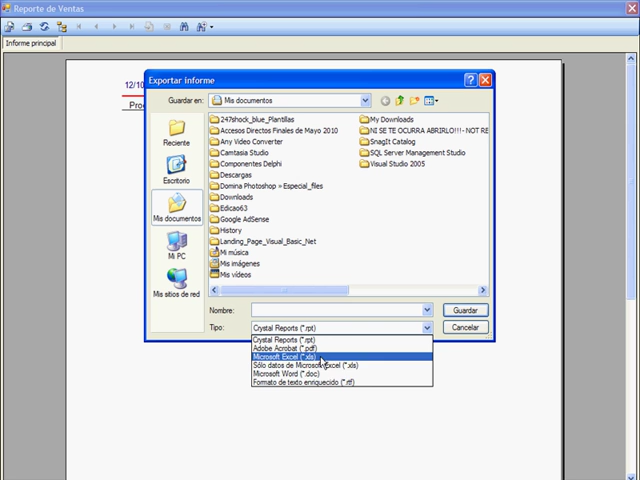 Reporte de Ventas
Informe principal
12/10
Pro
Exportar informe
Guardar en:
Mis documentos
Reciente
Escritorio
Mis documentos
Mi PC
Mis sitios de red
247shock_blue_Plantillas
Accesos Directos Finales de Mayo 2010
Any Video Converter
Camtasia Studio
Componentes Delphi
Descargas
Domina Photoshop » Especial_files
Downloads
Edicao63
Google AdSense
History
Landing_Page_Visual_Basic_Net
Mi música
Mis imágenes
Mis vídeos
My Downloads
NI SE TE OCURRA ABRIRLO!!!- NOT RE
SnagIt Catalog
SQL Server Management Studio
Visual Studio 2005
Nombre:
Guardar
Tipo:
Crystal Reports (*.rpt)
Cancelar
Crystal Reports (*.rpt)
Adobe Acrobat (*.pdf)
Microsoft Excel (*.xls)
Sólo datos de Microsoft Excel (*.xls)
Microsoft Word (*.doc)
Formato de texto enriquecido (*.rtf)